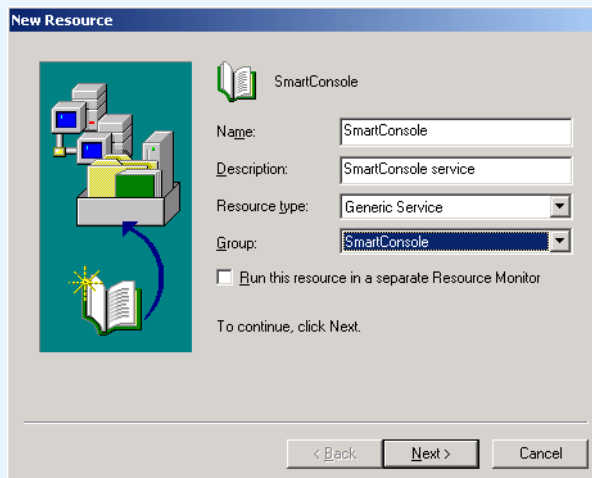 New Resource
SmartConsole
Name: SmartConsole
Description: SmartConsole service
Resource type: Generic Service
Group: SmartConsole
Run this resource in a separate Resource Monitor
To continue, click Next.
< Back Next > Cancel